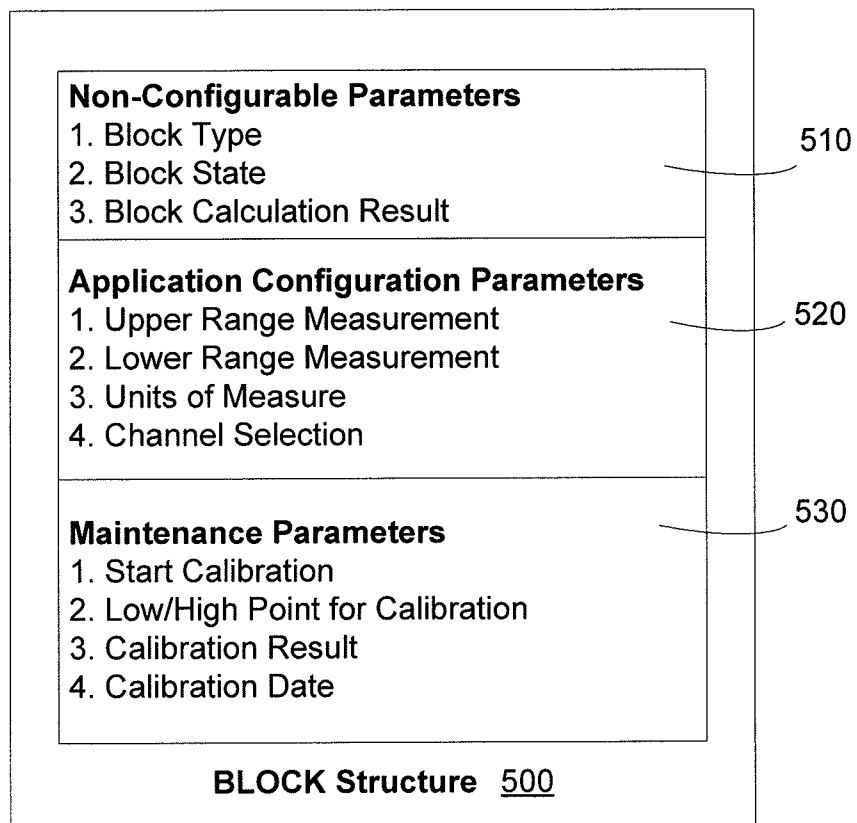 Non-Configurable Parameters
1. Block Type
2. Block State
3. Block Calculation Result
510
Application Configuration Parameters
1. Upper Range Measurement
2. Lower Range Measurement
3. Units of Measure
4. Channel Selection
520
Maintenance Parameters
1. Start Calibration
2. Low/High Point for Calibration
3. Calibration Result
4. Calibration Date
530
BLOCK Structure 500